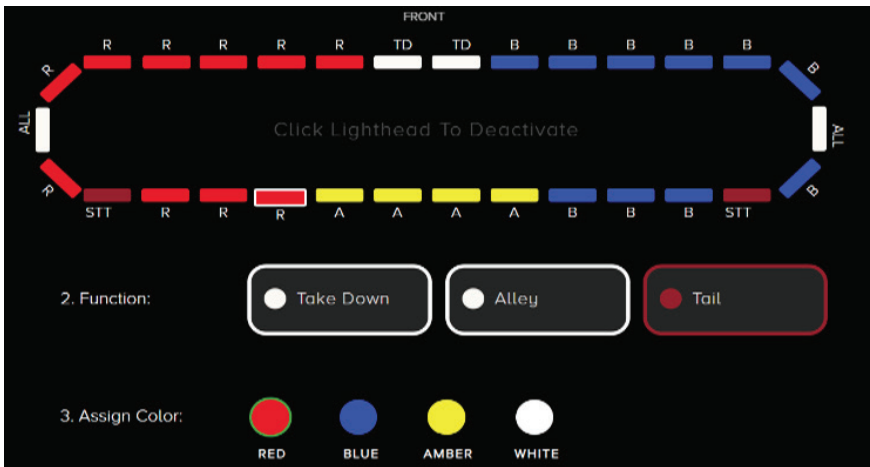 FRONT
R R R R R TD TD B B B B B
R B
ALL ALL
Click Lighthead To Deactivate
R B
STT R R R A A A A B B B STT
2. Function: Take Down Alley Tail
3. Assign Color:
RED BLUE AMBER WHITE